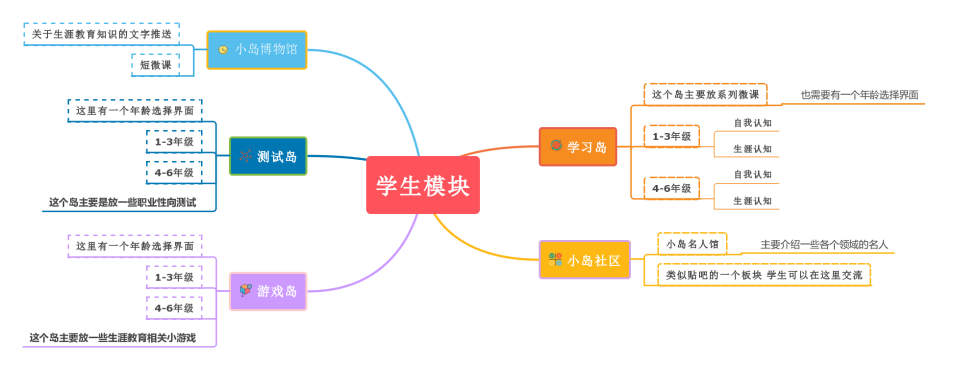 学生模块
小岛博物馆
关于生涯教育知识的文字推送
短微课
测试岛
这里有一个年龄选择界面
1-3年级
4-6年级
这个岛主要是放一些职业性向测试
游戏岛
这里有一个年龄选择界面
1-3年级
4-6年级
这个岛主要放一些生涯教育相关小游戏
学习岛
这个岛主要放系列微课
也需要有一个年龄选择界面
1-3年级
自我认知
生涯认知
4-6年级
自我认知
生涯认知
小岛社区
小岛名人馆
主要介绍一些各个领域的名人
类似贴吧的一个板块 学生可以在这里交流